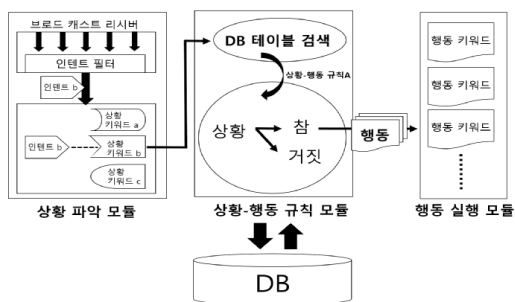 브로드 캐스트 리시버
인텐트 필터
인텐트 b
상황
키워드 a
인텐트 b
상황
키워드 b
상황
키워드 c
상황 파악 모듈
DB 테이블 검색
상황-행동 규칙A
상황
참
거짓
행동
상황-행동 규칙 모듈
행동 키워드
행동 키워드
행동 키워드
행동 실행 모듈
DB